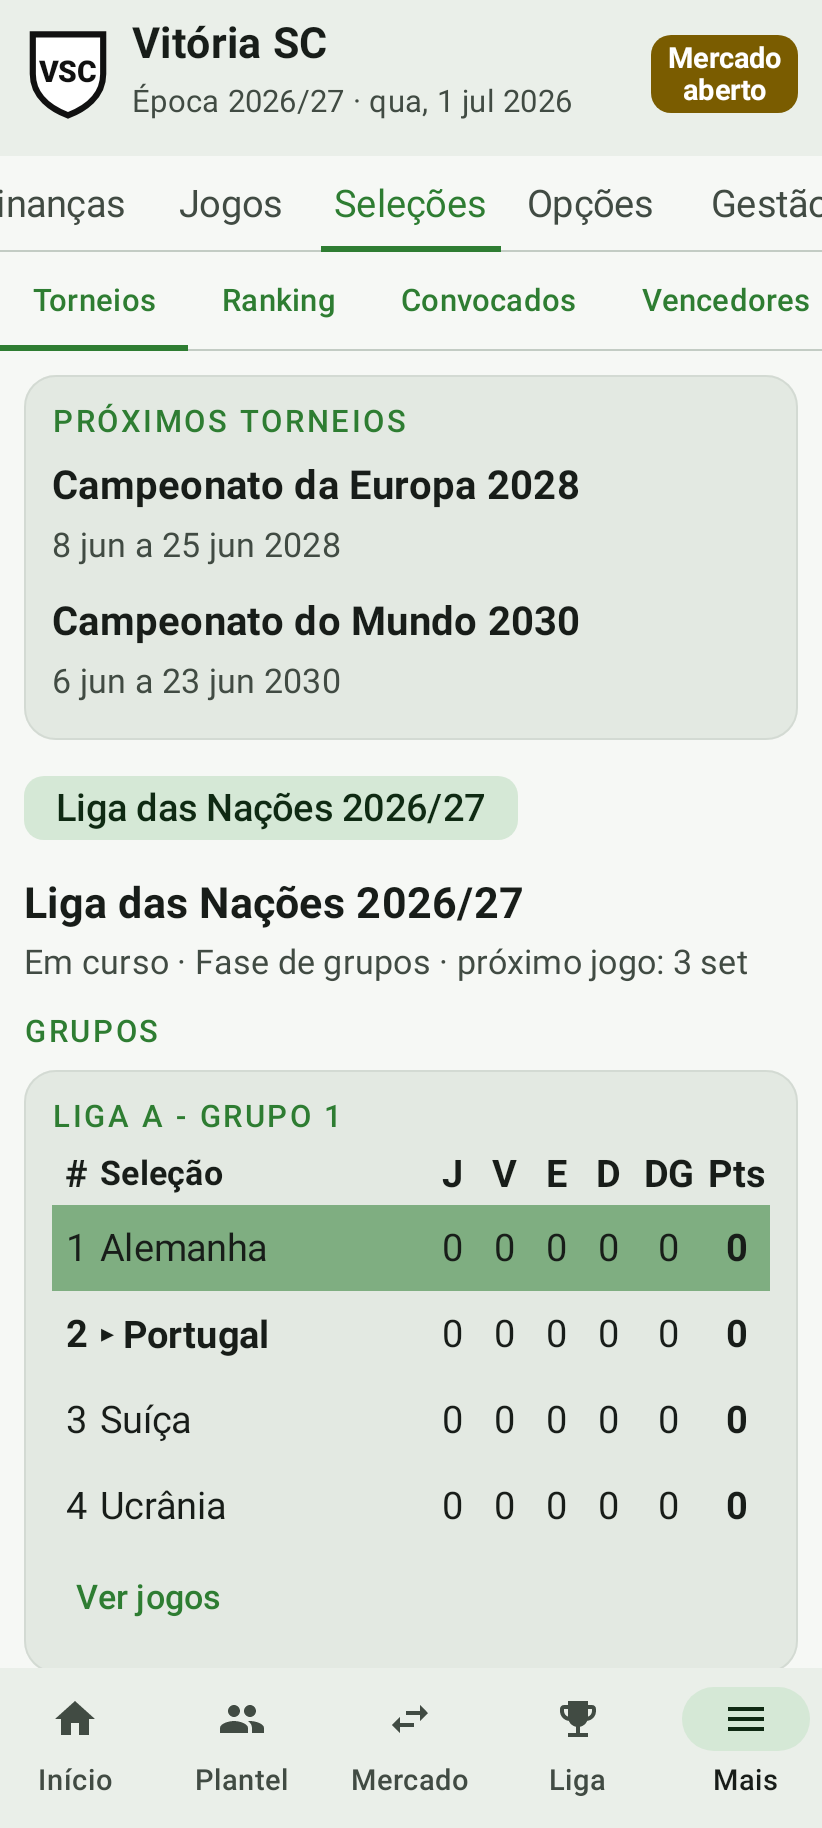 VSC
Vitória SC
Época 2026/27 · qua, 1 jul 2026
Mercado
aberto
inanças Jogos Seleções Opções Gestão
Torneios Ranking Convocados Vencedores
PRÓXIMOS TORNEIOS
Campeonato da Europa 2028
8 jun a 25 jun 2028
Campeonato do Mundo 2030
6 jun a 23 jun 2030
Liga das Nações 2026/27
Liga das Nações 2026/27
Em curso · Fase de grupos · próximo jogo: 3 set
GRUPOS
LIGA A - GRUPO 1
# Seleção J V E D DG Pts
1 Alemanha 0 0 0 0 0 0
2 ▸ Portugal 0 0 0 0 0 0
3 Suíça 0 0 0 0 0 0
4 Ucrânia 0 0 0 0 0 0
Ver jogos
Início Plantel Mercado Liga Mais